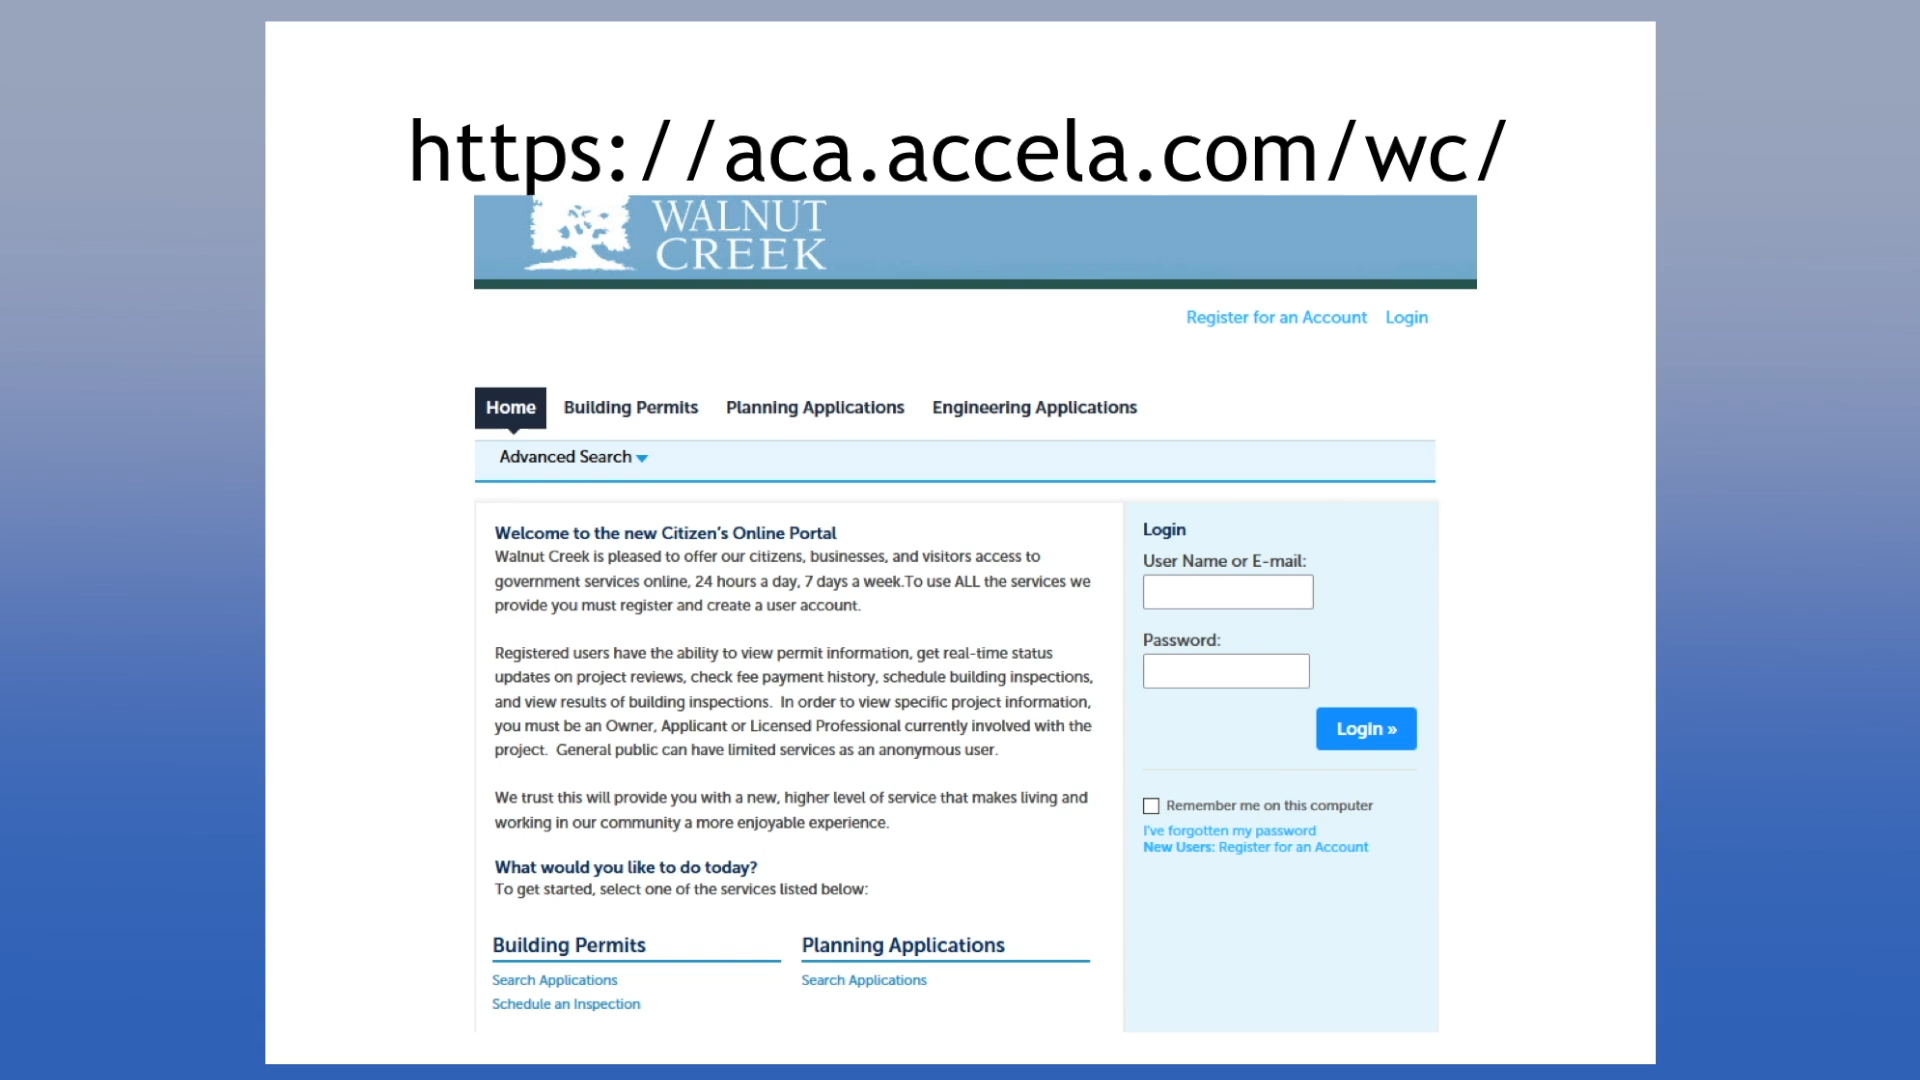 https://aca.accela.com/wc/
WALNUT
CREEK
Register for an Account Login
Home Building Permits Planning Applications Engineering Applications
Advanced Search
Welcome to the new Citizen's Online Portal
Walnut Creek is pleased to offer our citizens, businesses, and visitors access to
government services online, 24 hours a day, 7 days a week.To use ALL the services we
provide you must register and create a user account.
Registered users have the ability to view permit information, get real-time status
updates on project reviews, check fee payment history, schedule building inspections,
and view results of building inspections. In order to view specific project information,
you must be an Owner, Applicant or Licensed Professional currently involved with the
project. General public can have limited services as an anonymous user.
We trust this will provide you with a new, higher level of service that makes living and
working in our community a more enjoyable experience.
What would you like to do today?
To get started, select one of the services listed below:
Building Permits
Search Applications
Schedule an Inspection
Planning Applications
Search Applications
Login
User Name or E-mail:
Password:
Login »
Remember me on this computer
I've forgotten my password
New Users: Register for an Account